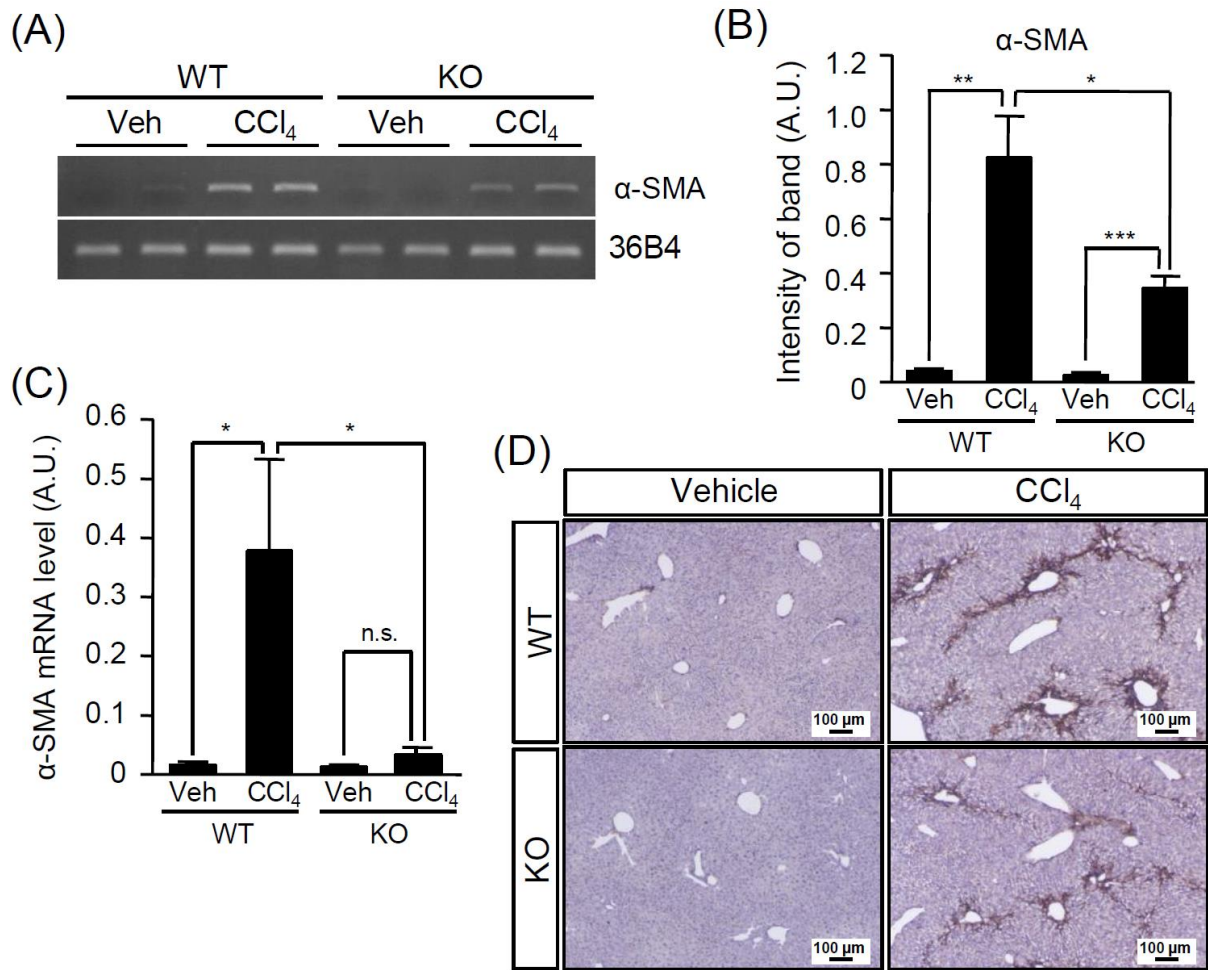 (A)
WT KO
Veh CCl₄ Veh CCl₄
α-SMA
36B4
(B)
α-SMA
Intensity of band (A.U.)
1.2
1.0
0.8
0.6
0.4
0.2
0
** *
***
Veh CCl₄ Veh CCl₄
WT KO
(C)
α-SMA mRNA level (A.U.)
0.6
0.5
0.4
0.3
0.2
0.1
0
* *
n.s.
Veh CCl₄ Veh CCl₄
WT KO
(D)
Vehicle CCl₄
WT
100 µm 100 µm
KO
100 µm 100 µm